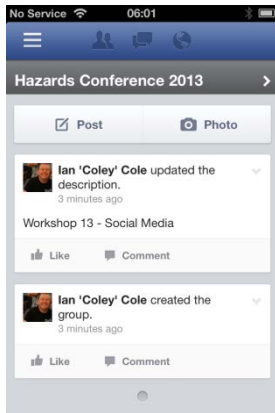 No Service 06:01
Hazards Conference 2013
Post Photo
Ian 'Coley' Cole updated the
description.
3 minutes ago
Workshop 13 - Social Media
Like Comment
Ian 'Coley' Cole created the
group.
3 minutes ago
Like Comment